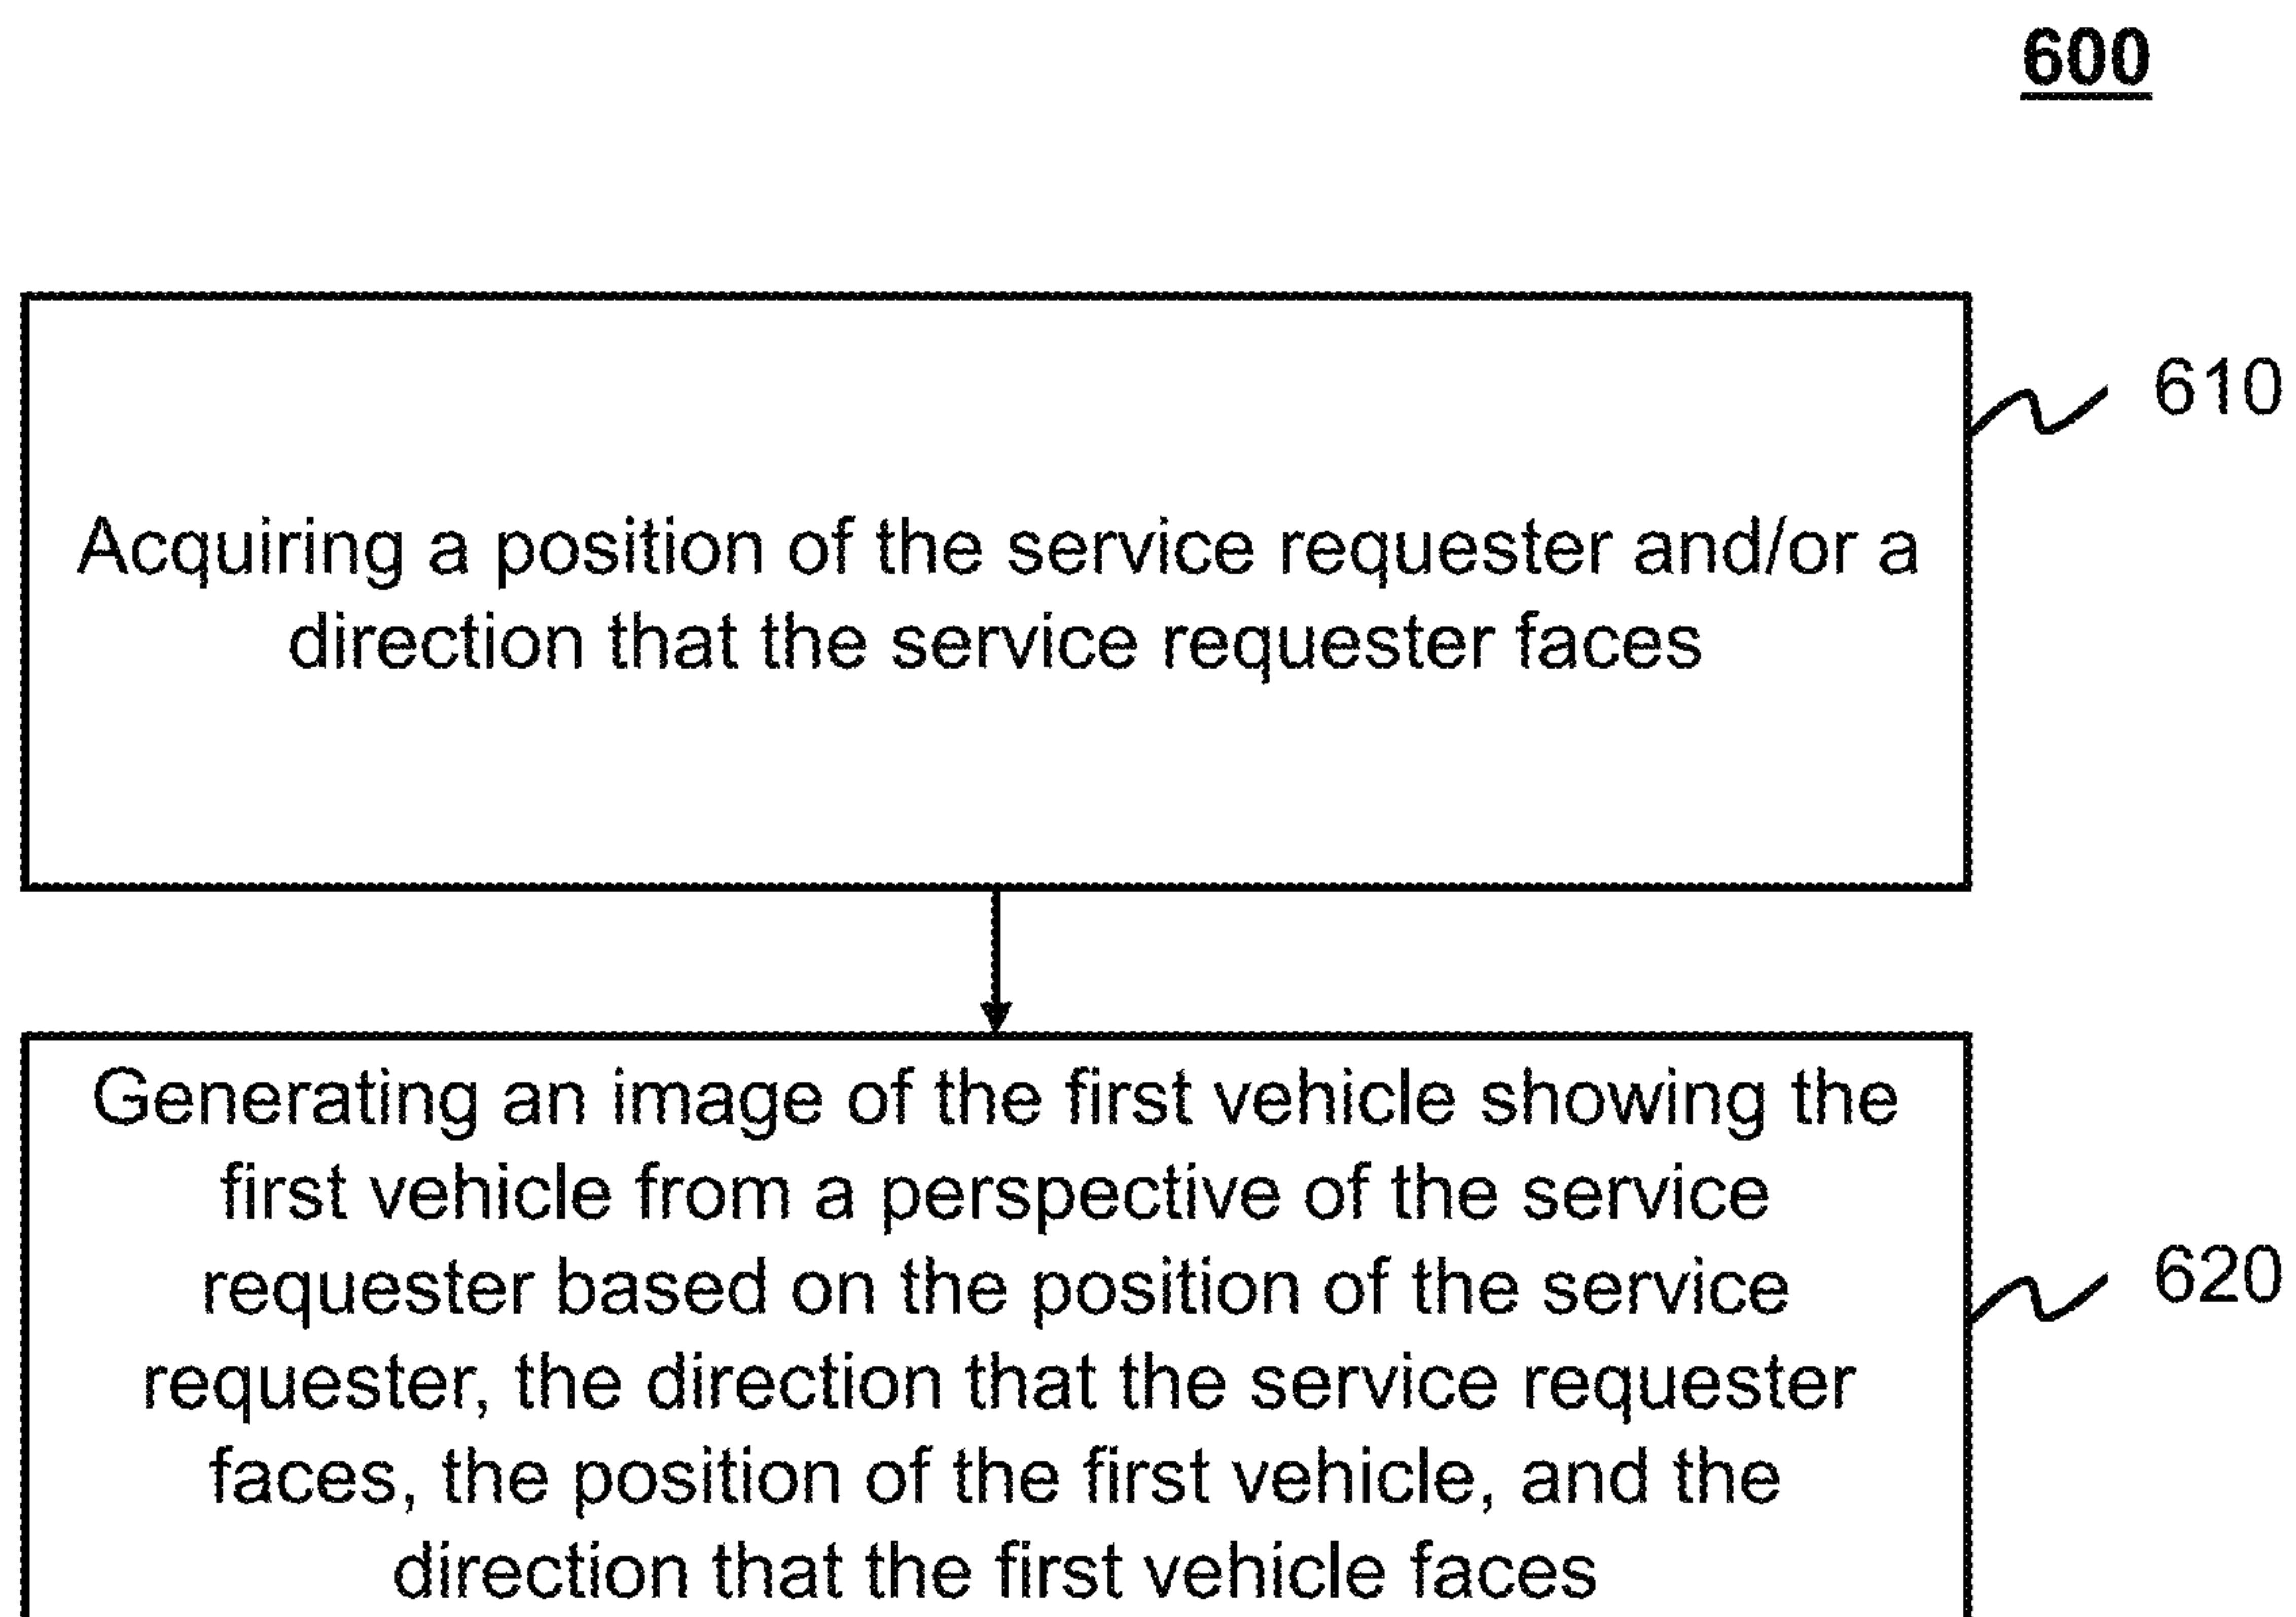 600
610
Acquiring a position of the service requester and/or a
direction that the service requester faces
Generating an image of the first vehicle showing the
first vehicle from a perspective of the service
requester based on the position of the service
620
requester, the direction that the service requester
faces, the position of the first vehicle, and the
direction that the first vehicle faces